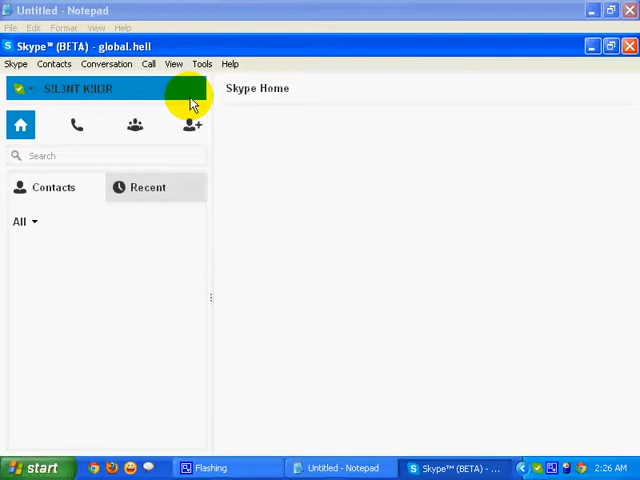 Untitled - Notepad
File Edit Format View Help
Skype™ (BETA) - global.hell
Skype Contacts Conversation Call View Tools Help
S!L3NT K!ll3R
Skype Home
Search
Contacts Recent
All
start Flashing Untitled - Notepad Skype™ (BETA) - ... 2:26 AM